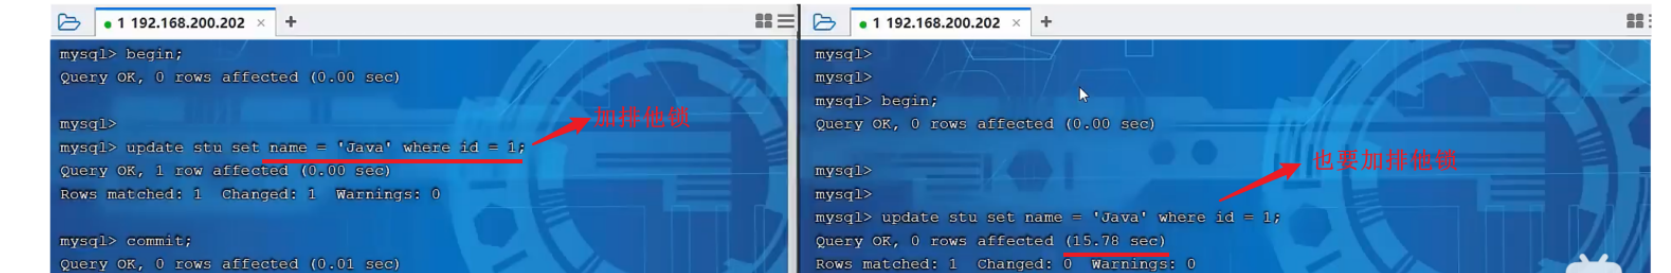 1 192.168.200.202 × +
mysql> begin;
Query OK, 0 rows affected (0.00 sec)
mysql>
加排他锁
mysql> update stu set name = 'Java' where id = 1;
Query OK, 1 row affected (0.00 sec)
Rows matched: 1 Changed: 1 Warnings: 0
mysql> commit;
Query OK, 0 rows affected (0.01 sec)
1 192.168.200.202 × +
mysql>
mysql>
mysql> begin;
Query OK, 0 rows affected (0.00 sec)
也要加排他锁
mysql>
mysql>
mysql> update stu set name = 'Java' where id = 1;
Query OK, 0 rows affected (15.78 sec)
Rows matched: 1 Changed: 0 Warnings: 0